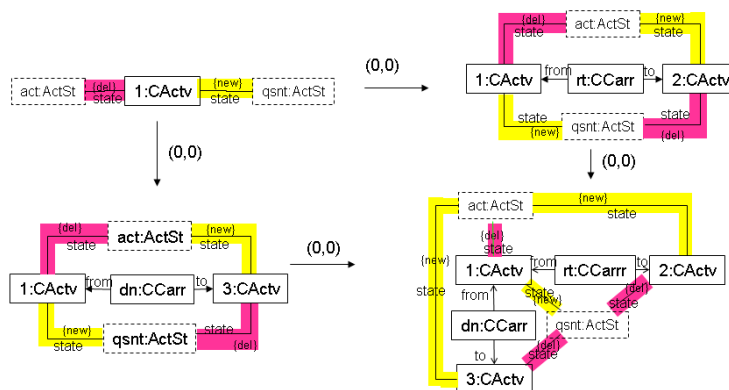 {del}
state
act:ActSt
{new}
state
(0,0)
1:CActv
from
rt:CCarr
to
2:CActv
act:ActSt
{del}
state
1:CActv
{new}
state
qsnt:ActSt
state
{new}
qsnt:ActSt
state
{del}
(0,0)
(0,0)
{del}
state
act:ActSt
{new}
state
(0,0)
act:ActSt
{new}
state
{del}
state
1:CActv
from
dn:CCarr
to
3:CActv
{new}
state
1:CActv
from
rt:CCarrr
to
2:CActv
from
state
{new}
{del}
state
dn:CCarr
qsnt:ActSt
{new}
state
qsnt:ActSt
state
{del}
to
{del}
state
3:CActv